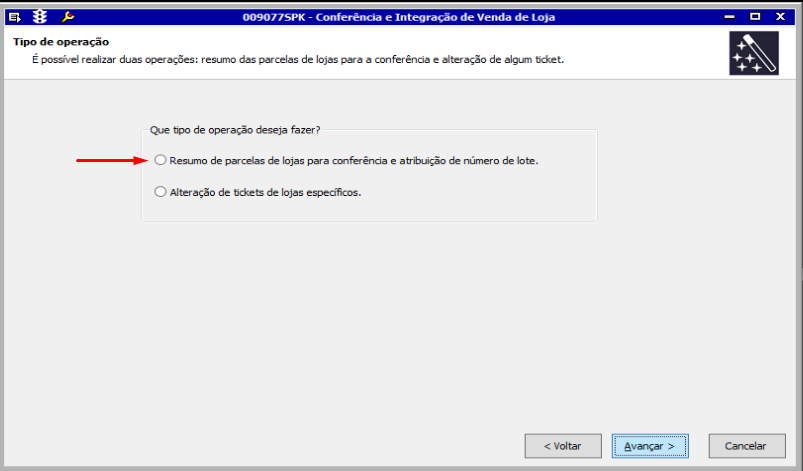 009077SPK - Conferência e Integração de Venda de Loja
Tipo de operação
É possível realizar duas operações: resumo das parcelas de lojas para a conferência e alteração de algum ticket.
Que tipo de operação deseja fazer?
Resumo de parcelas de lojas para conferência e atribuição de número de lote.
Alteração de tickets de lojas específicos.
< Voltar
Avançar >
Cancelar